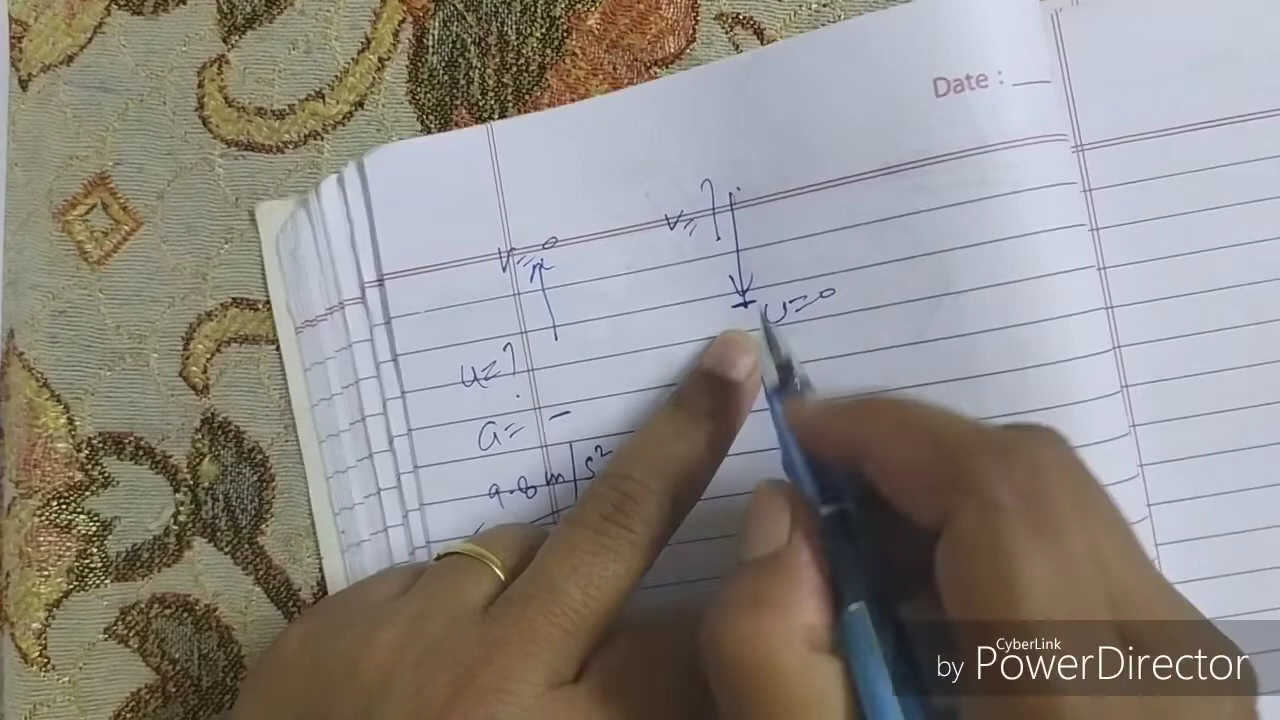 Date :
v = ?
v = 0
u = 0
u = ?
a = -
9.8 m/s²
CyberLink
by PowerDirector